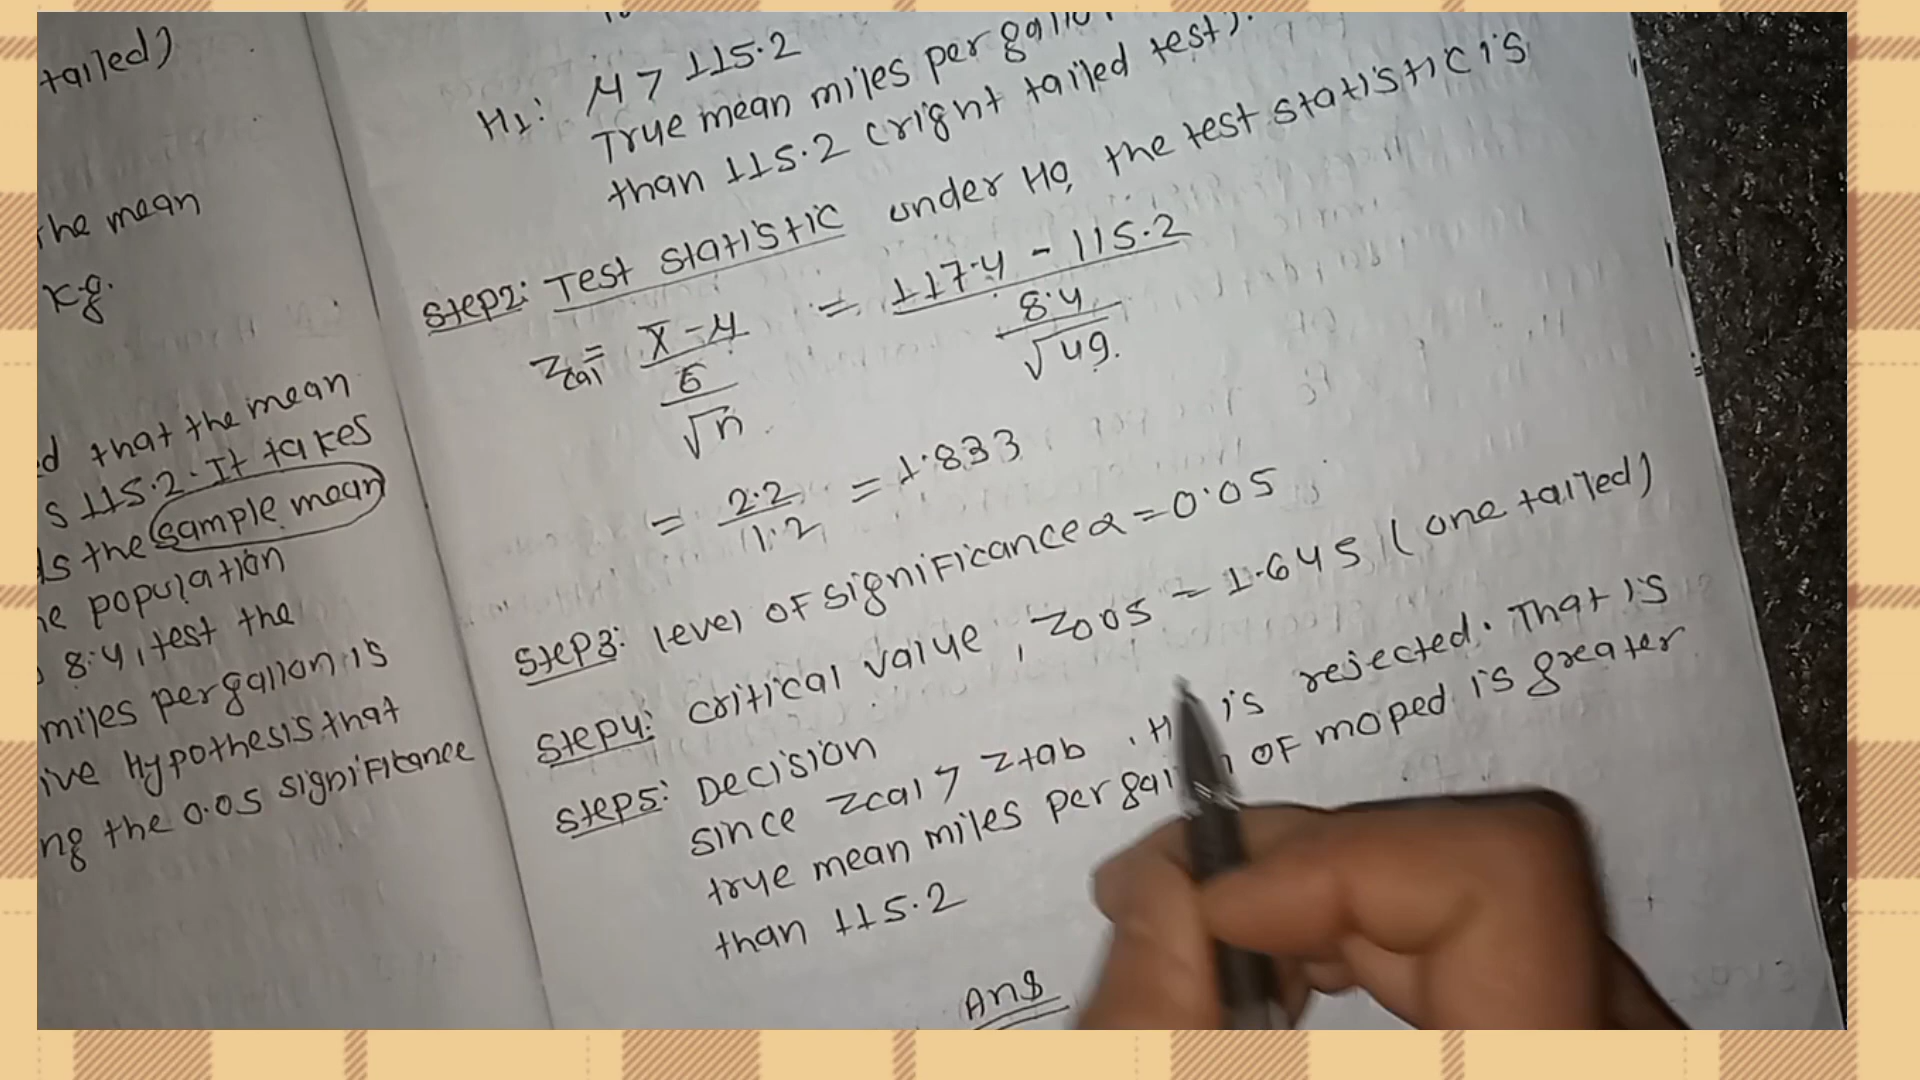 tailed)
the mean
kg.
d that the mean
s 115.2. It takes
ds the sample mean
he population
8.4, test the
miles per gallon is
ive Hypothesis that
ng the 0.05 significance
H1: μ > 115.2
True mean miles per gallon
than 115.2 (right tailed test).
Step2: Test statistic under H0, the test statistic is
Zcal = x̄ - μ / σ/√n = 117.4 - 115.2 / 8.4/√49.
= 2.2/1.2 = 1.833
Step3: level of significance α = 0.05
Step4: critical value, Z0.05 = 1.645 (one tailed)
Step5: Decision
since zcal > ztab, H is rejected. That is
true mean miles per gallon of moped is greater
than 115.2
Ans